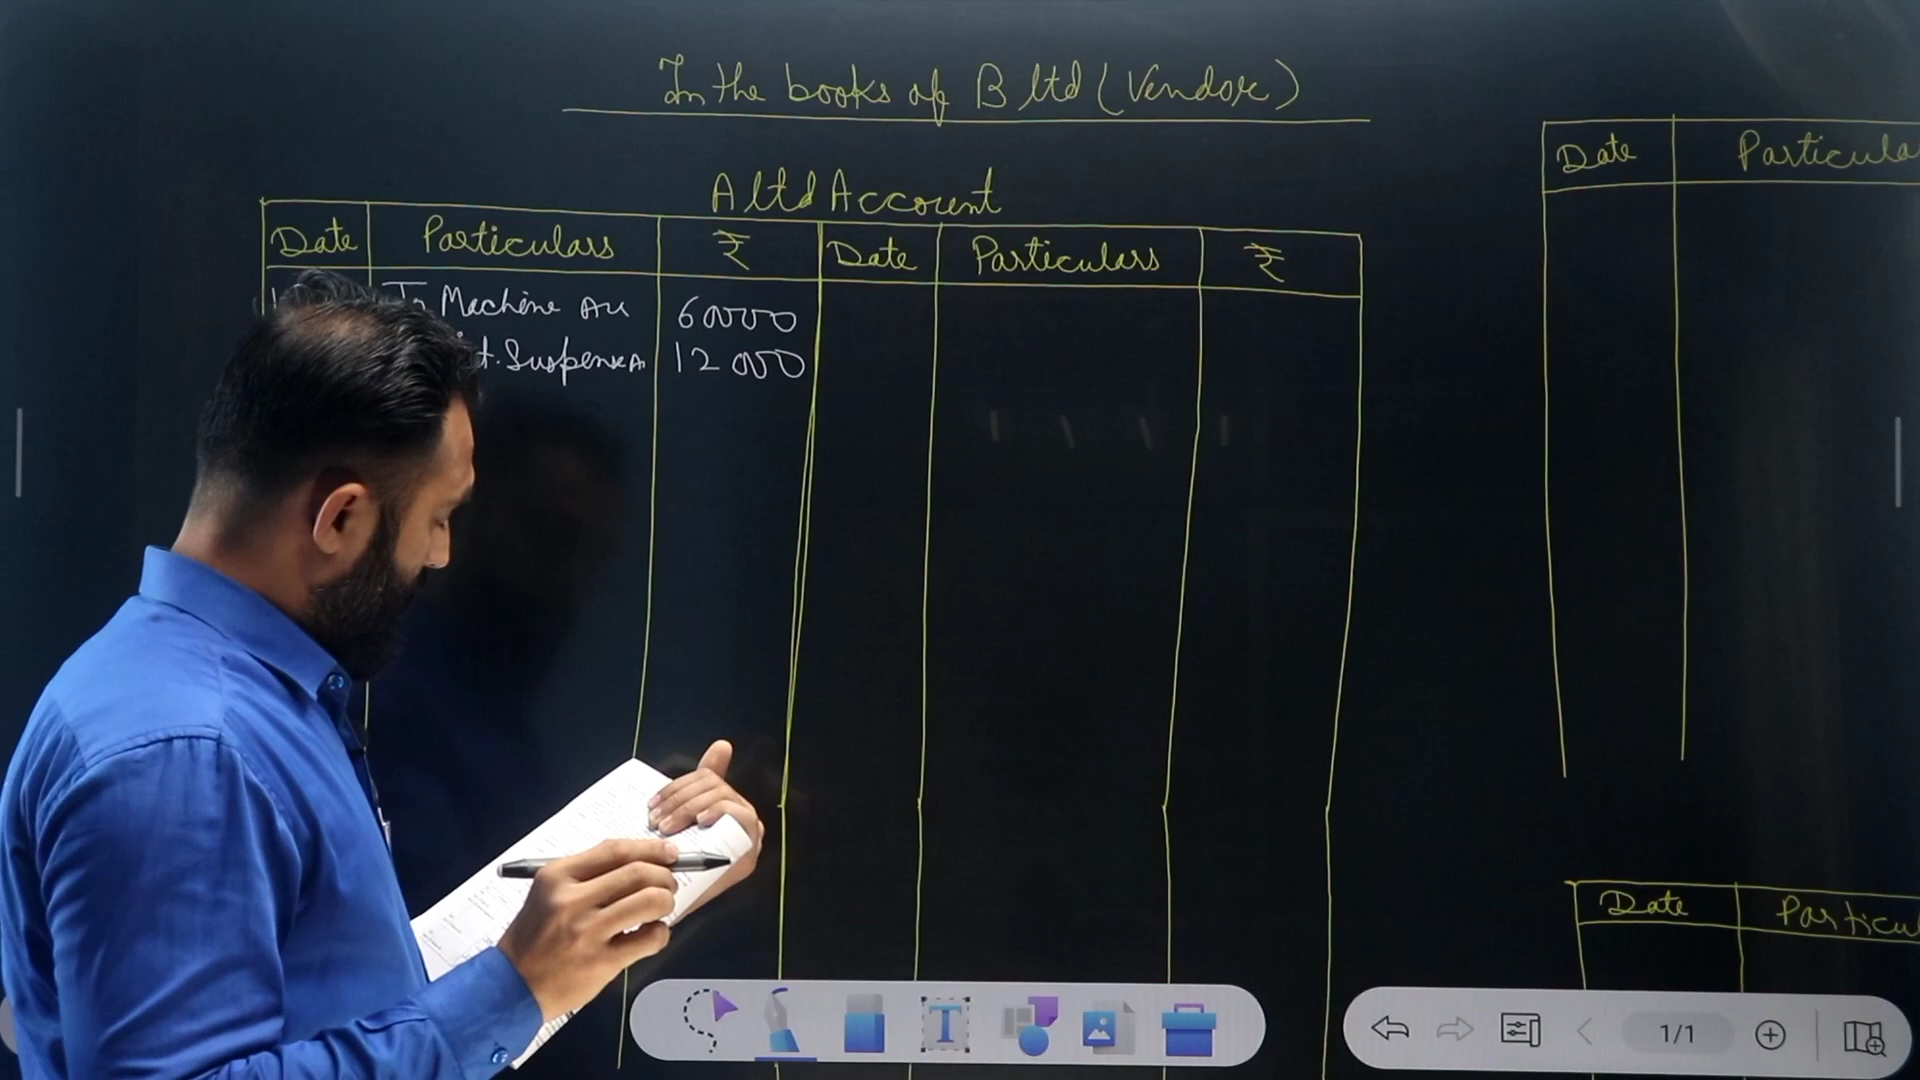 In the books of B ltd (Vendor)
A ltd Account
Date Particulars ₹ Date Particulars ₹
To Machine A/c 60000
t. Suspense A 12000
Date Particula
Date Particu
T
1/1